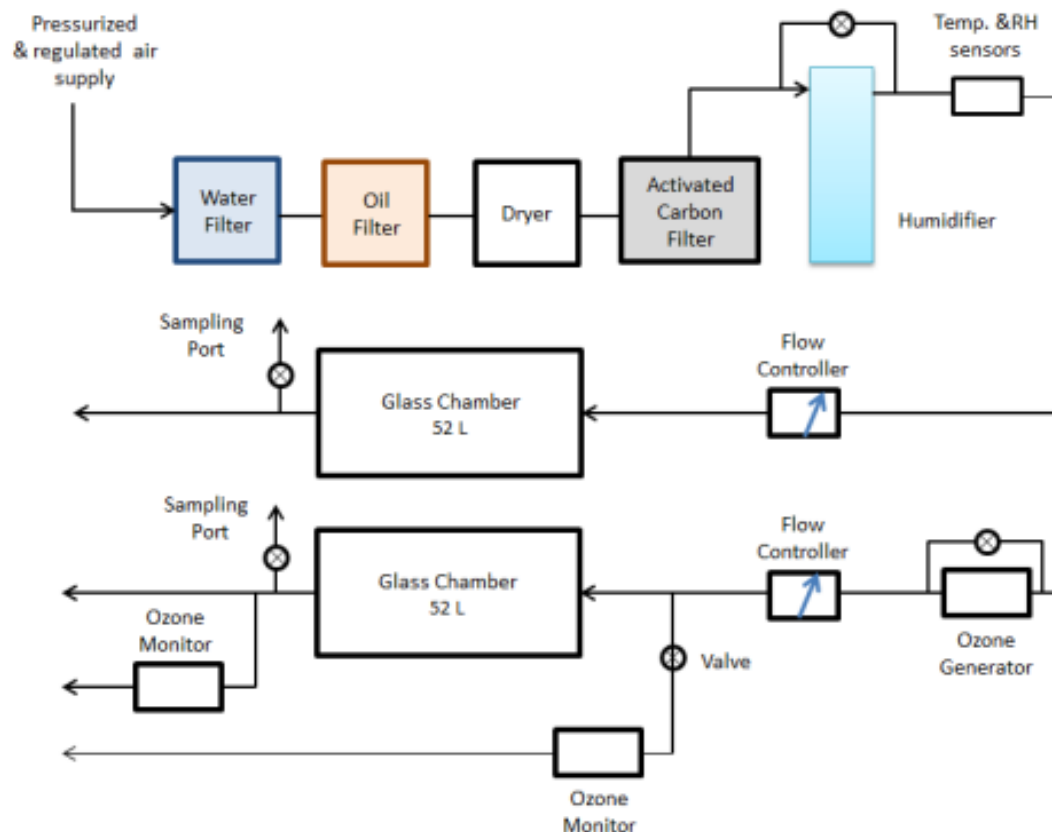 Pressurized
& regulated air
supply
Temp. &RH
sensors
Water
Filter
Oil
Filter
Dryer
Activated
Carbon
Filter
Humidifier
Sampling
Port
Glass Chamber
52 L
Flow
Controller
Sampling
Port
Glass Chamber
52 L
Flow
Controller
Ozone
Monitor
Valve
Ozone
Generator
Ozone
Monitor